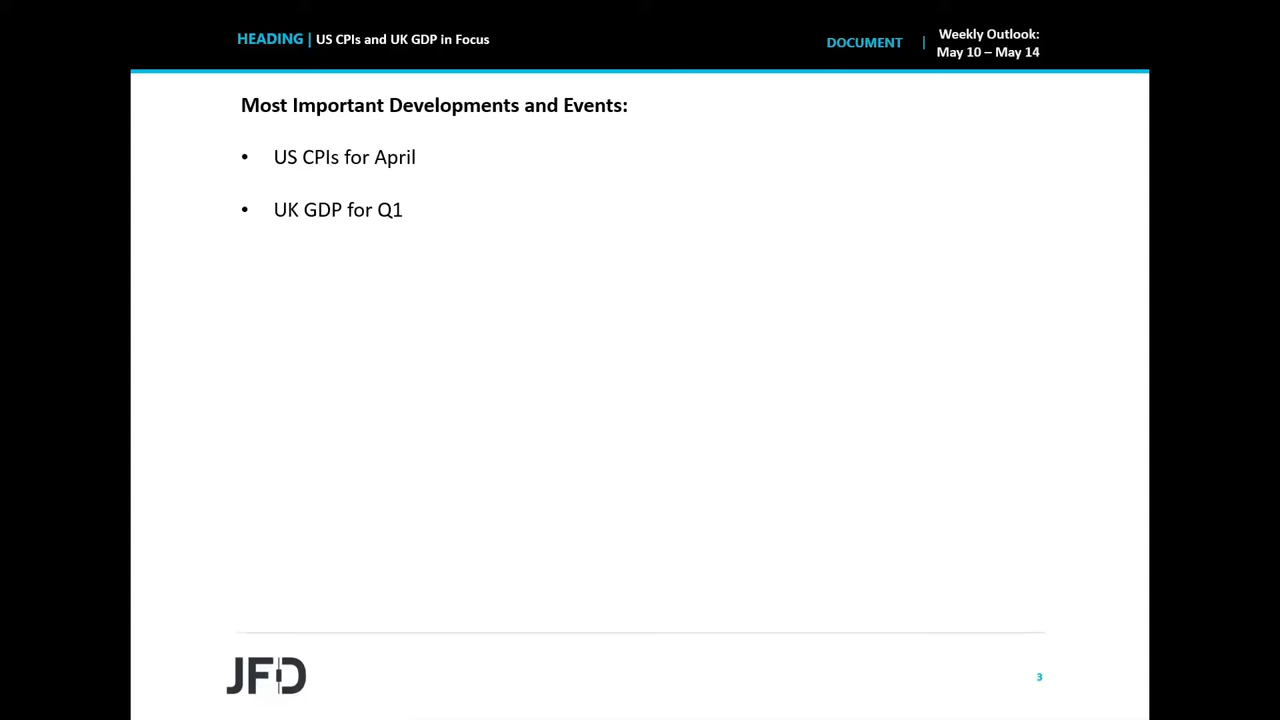 HEADING | US CPIs and UK GDP in Focus
DOCUMENT | Weekly Outlook:
May 10 – May 14
Most Important Developments and Events:
• US CPIs for April
• UK GDP for Q1
JFD
3